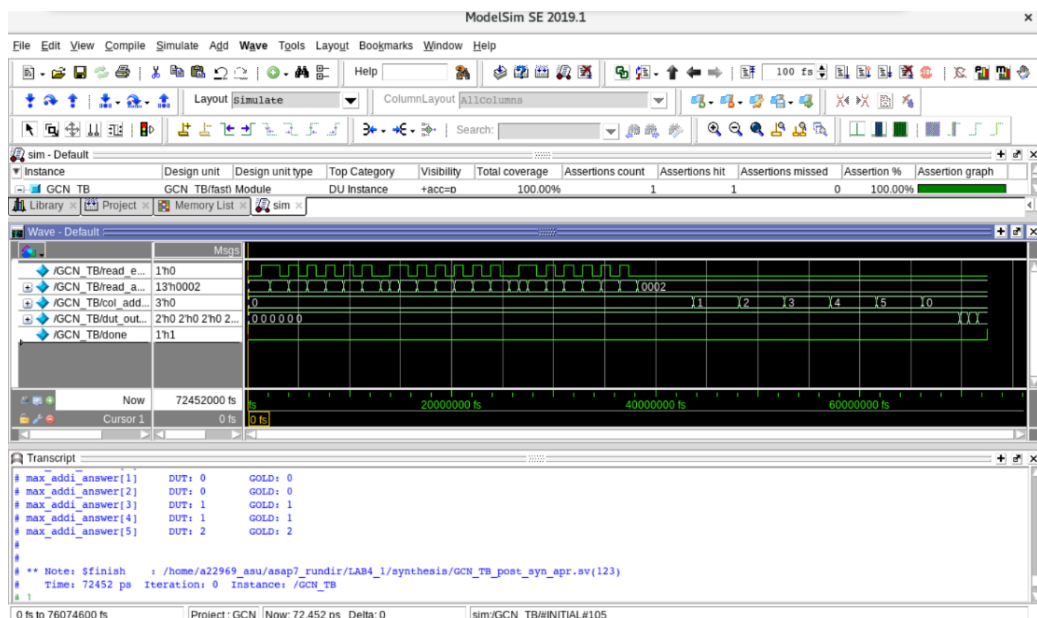 ModelSim SE 2019.1
File Edit View Compile Simulate Add Wave Tools Layout Bookmarks Window Help
Help 100 fs
Layout Simulate ColumnLayout AllColumns
Search:
sim - Default
Instance Design unit Design unit type Top Category Visibility Total coverage Assertions count Assertions hit Assertions missed Assertion % Assertion graph
GCN_TB GCN_TB(fast) Module DU Instance +acc=p 100.00% 1 1 0 100.00%
Library Project Memory List sim
Wave - Default
Msgs
/GCN_TB/read_e... 1'h0
/GCN_TB/read_a... 13'h0002 0002
/GCN_TB/col_add... 3'h0 0 1 2 3 4 5 0
/GCN_TB/dut_out... 2'h0 2'h0 2'h0 2... 0 0 0 0 0 0
/GCN_TB/done 1'h1
Now 72452000 fs fs 20000000 fs 40000000 fs 60000000 fs
Cursor 1 0 fs 0 fs
Transcript
# max_addi_answer[1] DUT: 0 GOLD: 0
# max_addi_answer[2] DUT: 0 GOLD: 0
# max_addi_answer[3] DUT: 1 GOLD: 1
# max_addi_answer[4] DUT: 1 GOLD: 1
# max_addi_answer[5] DUT: 2 GOLD: 2
#
#
# ** Note: $finish : /home/a22969_asu/asap7_rundir/LAB4_1/synthesis/GCN_TB_post_syn_apr.sv(123)
# Time: 72452 ps Iteration: 0 Instance: /GCN_TB
# 1
0 fs to 76074600 fs Project : GCN Now: 72,452 ps Delta: 0 sim:/GCN_TB/#INITIAL#105